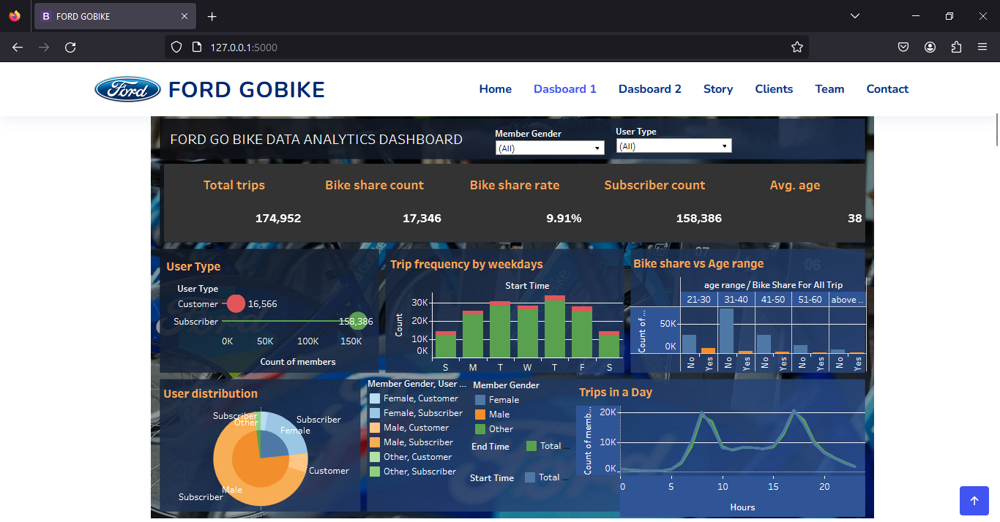 FORD GOBIKE
127.0.0.1:5000
Ford
FORD GOBIKE
Home
Dasboard 1
Dasboard 2
Story
Clients
Team
Contact
FORD GO BIKE DATA ANALYTICS DASHBOARD
Member Gender
(All)
User Type
(All)
Total trips
Bike share count
Bike share rate
Subscriber count
Avg. age
174,952
17,346
9.91%
158,386
38
User Type
User Type
Customer
16,566
Subscriber
158,386
0K
50K
100K
150K
Count of members
Trip frequency by weekdays
Start Time
Count
30K
20K
10K
0K
S
M
T
W
T
F
S
Bike share vs Age range
age range / Bike Share For All Trip
21-30
31-40
41-50
51-60
above ..
Count of ...
50K
0K
No
Yes
No
Yes
No
Yes
No
Yes
No
Yes
User distribution
Subscriber
Other
Subscriber
Female
Customer
Male
Subscriber
Member Gender, User ...
Female, Customer
Female, Subscriber
Male, Customer
Male, Subscriber
Other, Customer
Other, Subscriber
Member Gender
Female
Male
Other
End Time
Total ...
Start Time
Total ...
Trips in a Day
Count of memb...
20K
10K
0K
0
5
10
15
20
Hours